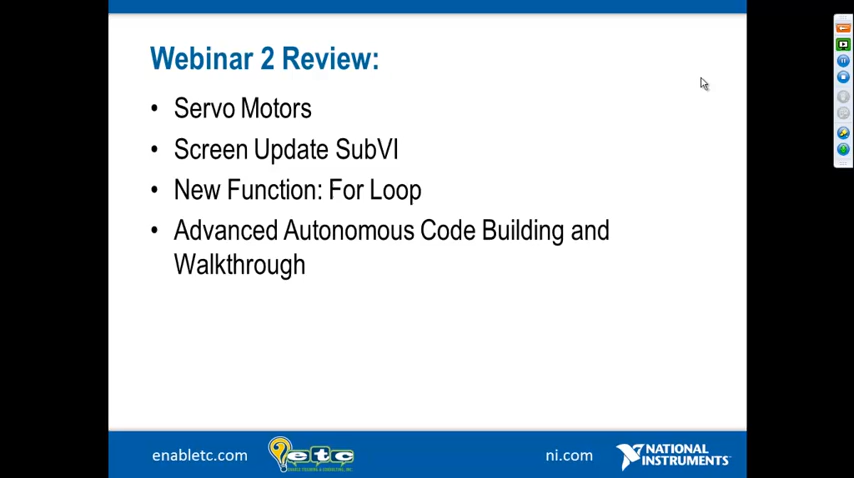 Webinar 2 Review:
• Servo Motors
• Screen Update SubVI
• New Function: For Loop
• Advanced Autonomous Code Building and
Walkthrough
enabletc.com
etc
ni.com
NATIONAL
INSTRUMENTS